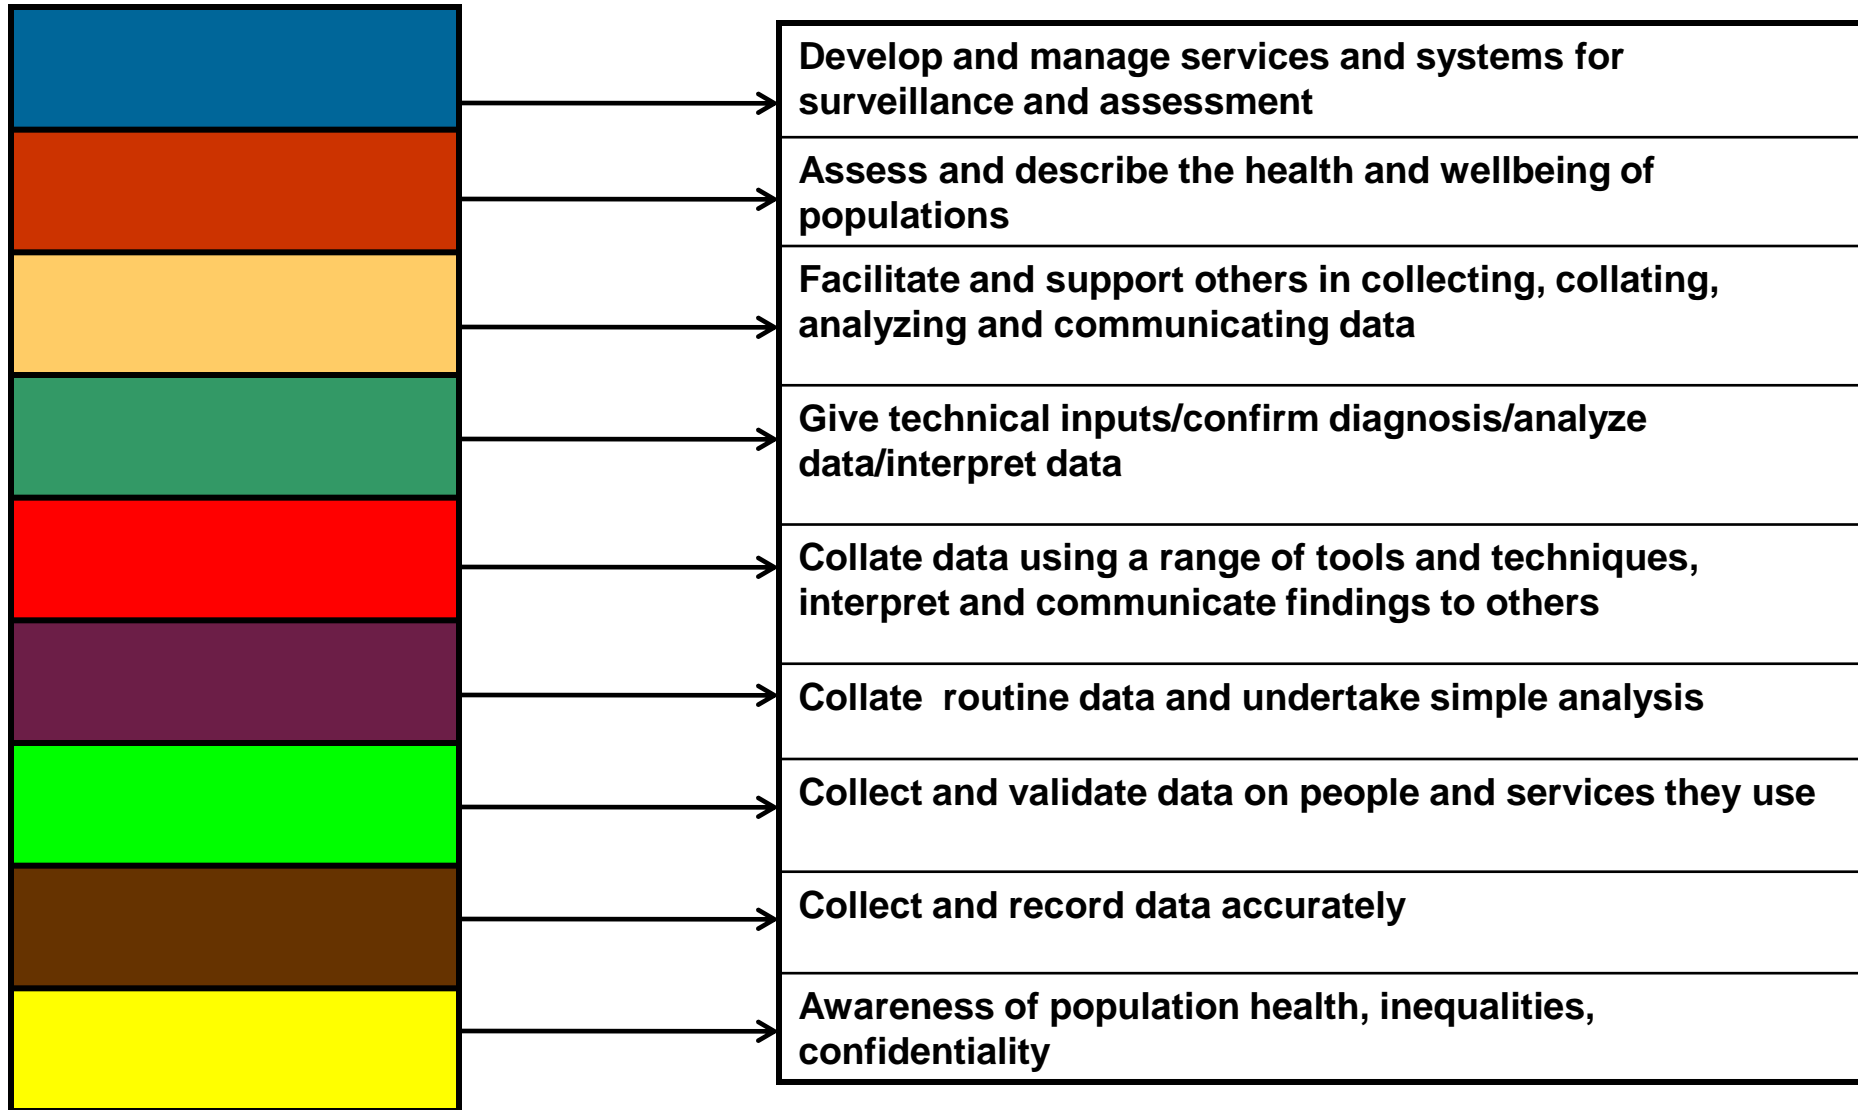 Develop and manage services and systems for
surveillance and assessment
Assess and describe the health and wellbeing of
populations
Facilitate and support others in collecting, collating,
analyzing and communicating data
Give technical inputs/confirm diagnosis/analyze
data/interpret data
Collate data using a range of tools and techniques,
interpret and communicate findings to others
Collate  routine data and undertake simple analysis
Collect and validate data on people and services they use
Collect and record data accurately
Awareness of population health, inequalities,
confidentiality